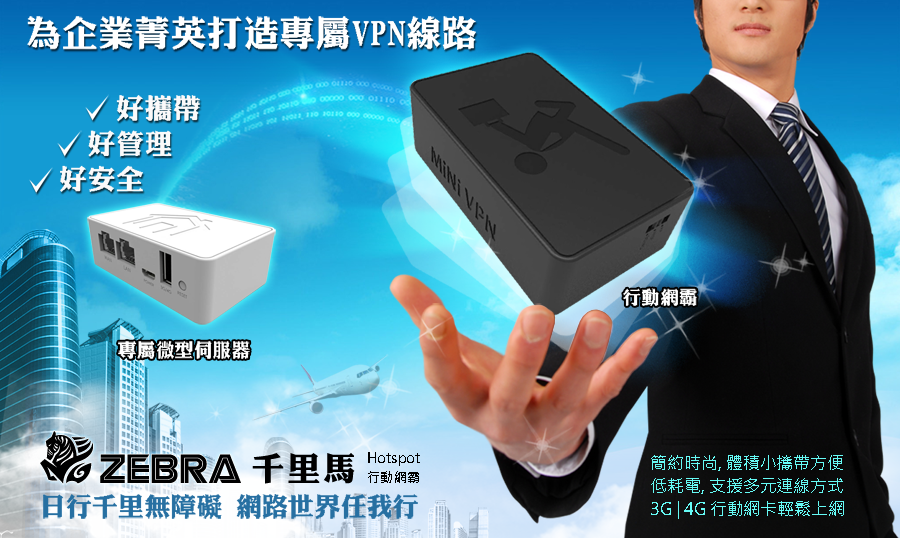 為企業菁英打造專屬VPN線路
✓ 好攜帶
✓ 好管理
✓ 好安全
MiNi VPN
行動網霸
專屬微型伺服器
ZEBRA 千里馬 Hotspot
行動網霸
日行千里無障礙 網路世界任我行
簡約時尚, 體積小攜帶方便
低耗電, 支援多元連線方式
3G | 4G 行動網卡輕鬆上網